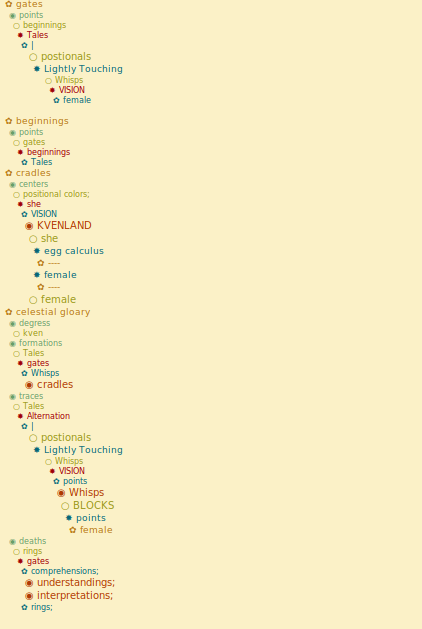 gates
points
beginnings
Tales
|
postionals
Lightly Touching
Whisps
VISION
female
beginnings
points
gates
beginnings
Tales
cradles
centers
positional colors;
she
VISION
KVENLAND
she
egg calculus
----
female
----
female
celestial gloary
degress
kven
formations
Tales
gates
Whisps
cradles
traces
Tales
Alternation
|
postionals
Lightly Touching
Whisps
VISION
points
Whisps
BLOCKS
points
female
deaths
rings
gates
comprehensions;
understandings;
interpretations;
rings;